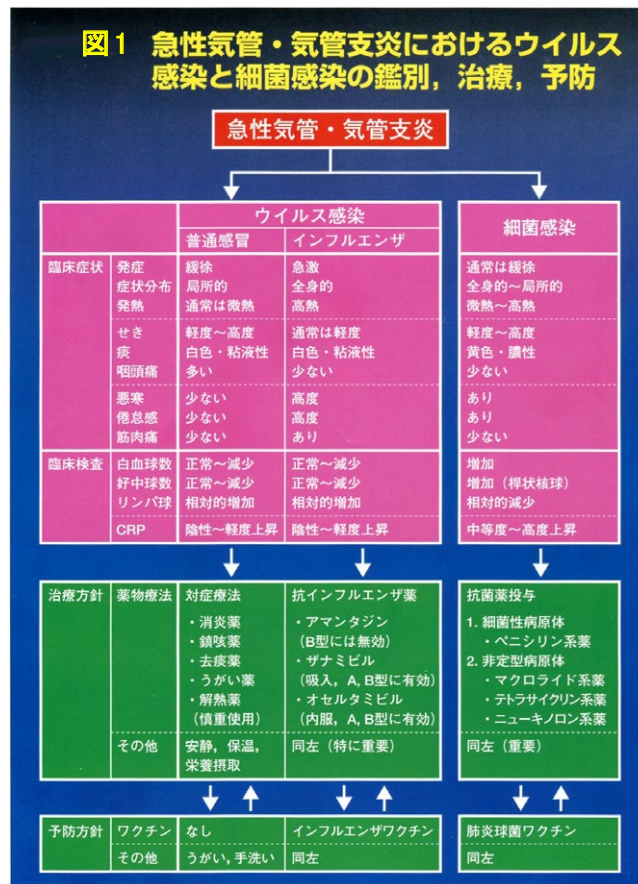 図1 急性気管・気管支炎におけるウイルス
感染と細菌感染の鑑別，治療，予防
急性気管・気管支炎
ウイルス感染
細菌感染
普通感冒 インフルエンザ
臨床症状 発症 緩徐 急激 通常は緩徐
症状分布 局所的 全身的 全身的～局所的
発熱 通常は微熱 高熱 微熱～高熱
せき 軽度～高度 通常は軽度 軽度～高度
痰 白色・粘液性 白色・粘液性 黄色・膿性
咽頭痛 多い 少ない 少ない
悪寒 少ない 高度 あり
倦怠感 少ない 高度 あり
筋肉痛 少ない あり 少ない
臨床検査 白血球数 正常～減少 正常～減少 増加
好中球数 正常～減少 正常～減少 増加（桿状核球）
リンパ球 相対的増加 相対的増加 相対的減少
CRP 陰性～軽度上昇 陰性～軽度上昇 中等度～高度上昇
治療方針 薬物療法 対症療法 抗インフルエンザ薬 抗菌薬投与
・消炎薬 ・アマンタジン 1. 細菌性病原体
・鎮咳薬 （B型には無効） ・ペニシリン系薬
・去痰薬 ・ザナミビル 2. 非定型病原体
・うがい薬 （吸入，A, B型に有効） ・マクロライド系薬
・解熱薬 ・オセルタミビル ・テトラサイクリン系薬
（慎重使用） （内服，A, B型に有効） ・ニューキノロン系薬
その他 安静，保温， 同左（特に重要） 同左（重要）
栄養摂取
予防方針 ワクチン なし インフルエンザワクチン 肺炎球菌ワクチン
その他 うがい，手洗い 同左 同左